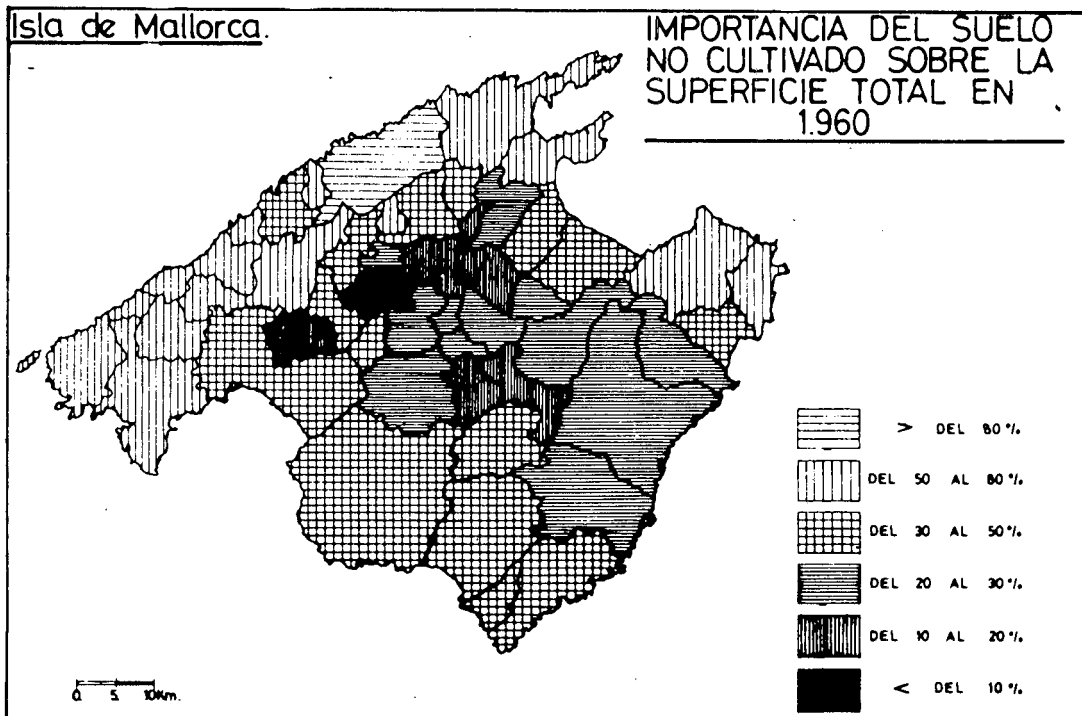 Isla de Mallorca.
IMPORTANCIA DEL SUELO
NO CULTIVADO SOBRE LA
SUPERFICIE TOTAL EN
1.960
> DEL 80 %
DEL 50 AL 80 %
DEL 30 AL 50 %
DEL 20 AL 30 %
DEL 10 AL 20 %
< DEL 10 %
0 5 10Km.